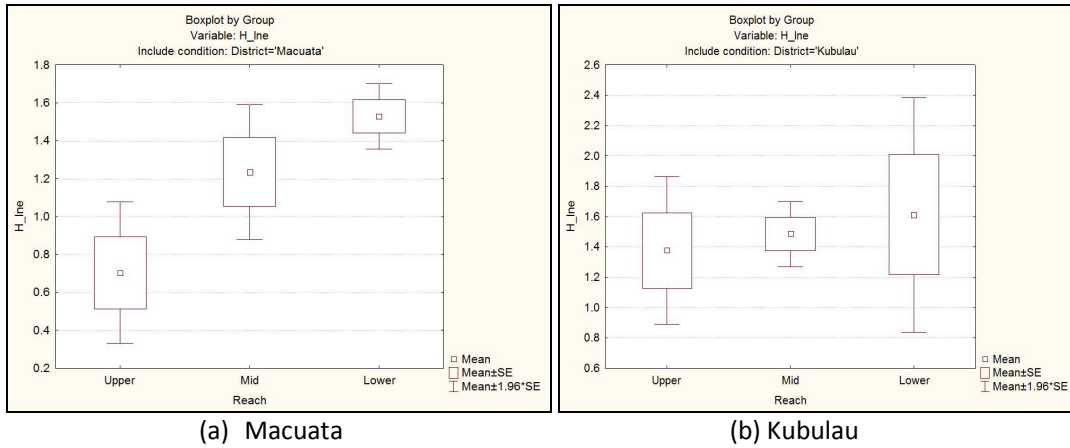 Boxplot by Group
Variable: H_lne
Include condition: District='Macuata'
1.8
1.6
1.4
1.2
1.0
0.8
0.6
0.4
0.2
H_lne
Upper Mid Lower
Reach
Mean
Mean±SE
Mean±1.96*SE
(a) Macuata
Boxplot by Group
Variable: H_lne
Include condition: District='Kubulau'
2.6
2.4
2.2
2.0
1.8
1.6
1.4
1.2
1.0
0.8
0.6
H_lne
Upper Mid Lower
Reach
Mean
Mean±SE
Mean±1.96*SE
(b) Kubulau